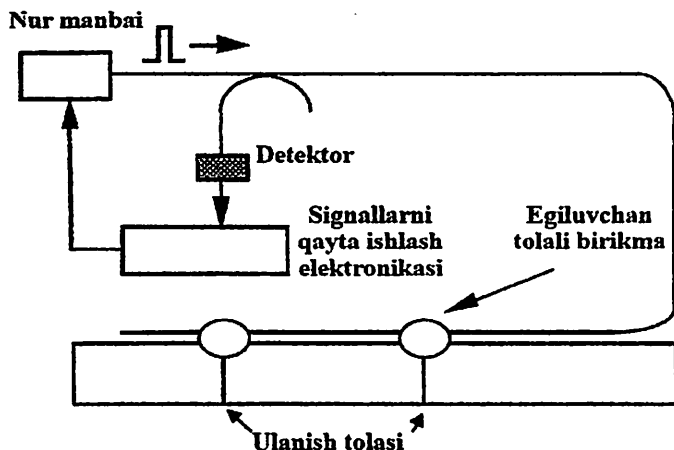 Nur manbai
Detektor
Signallarni
qayta ishlash
elektronikasi
Egiluvchan
tolali birikma
Ulanish tolasi